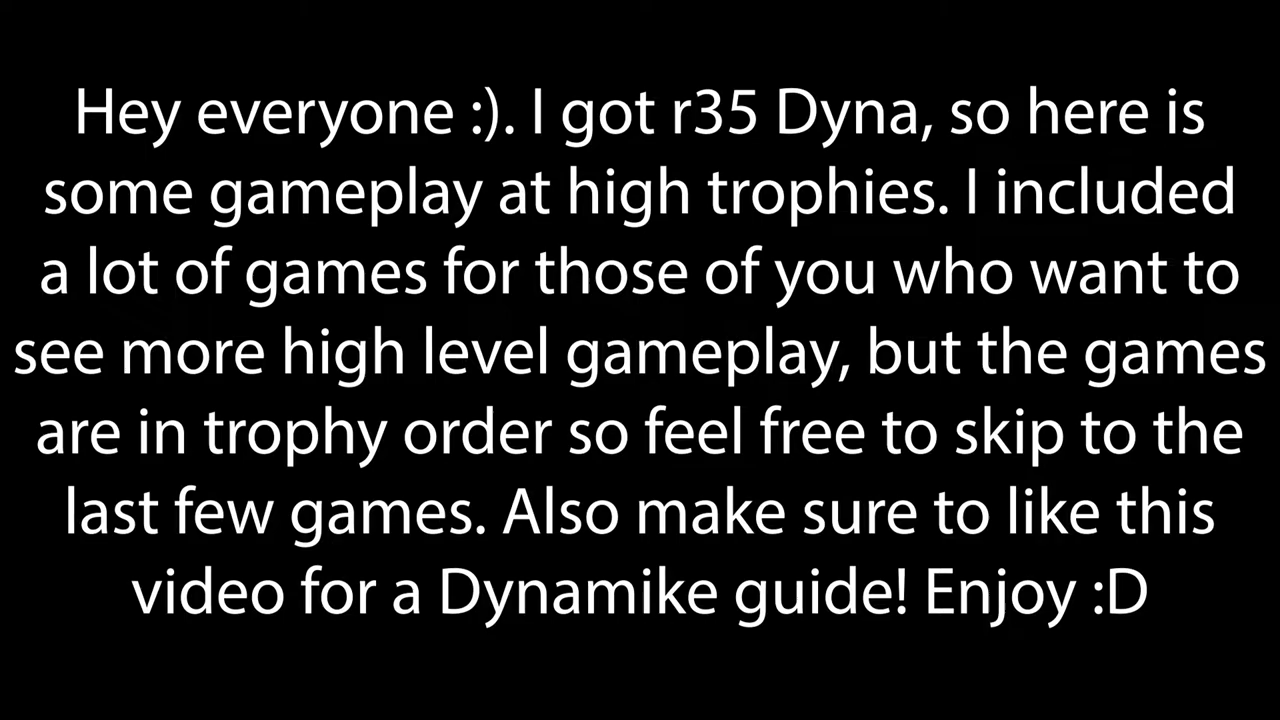 Hey everyone :). I got r35 Dyna, so here is
some gameplay at high trophies. I included
a lot of games for those of you who want to
see more high level gameplay, but the games
are in trophy order so feel free to skip to the
last few games. Also make sure to like this
video for a Dynamike guide! Enjoy :D